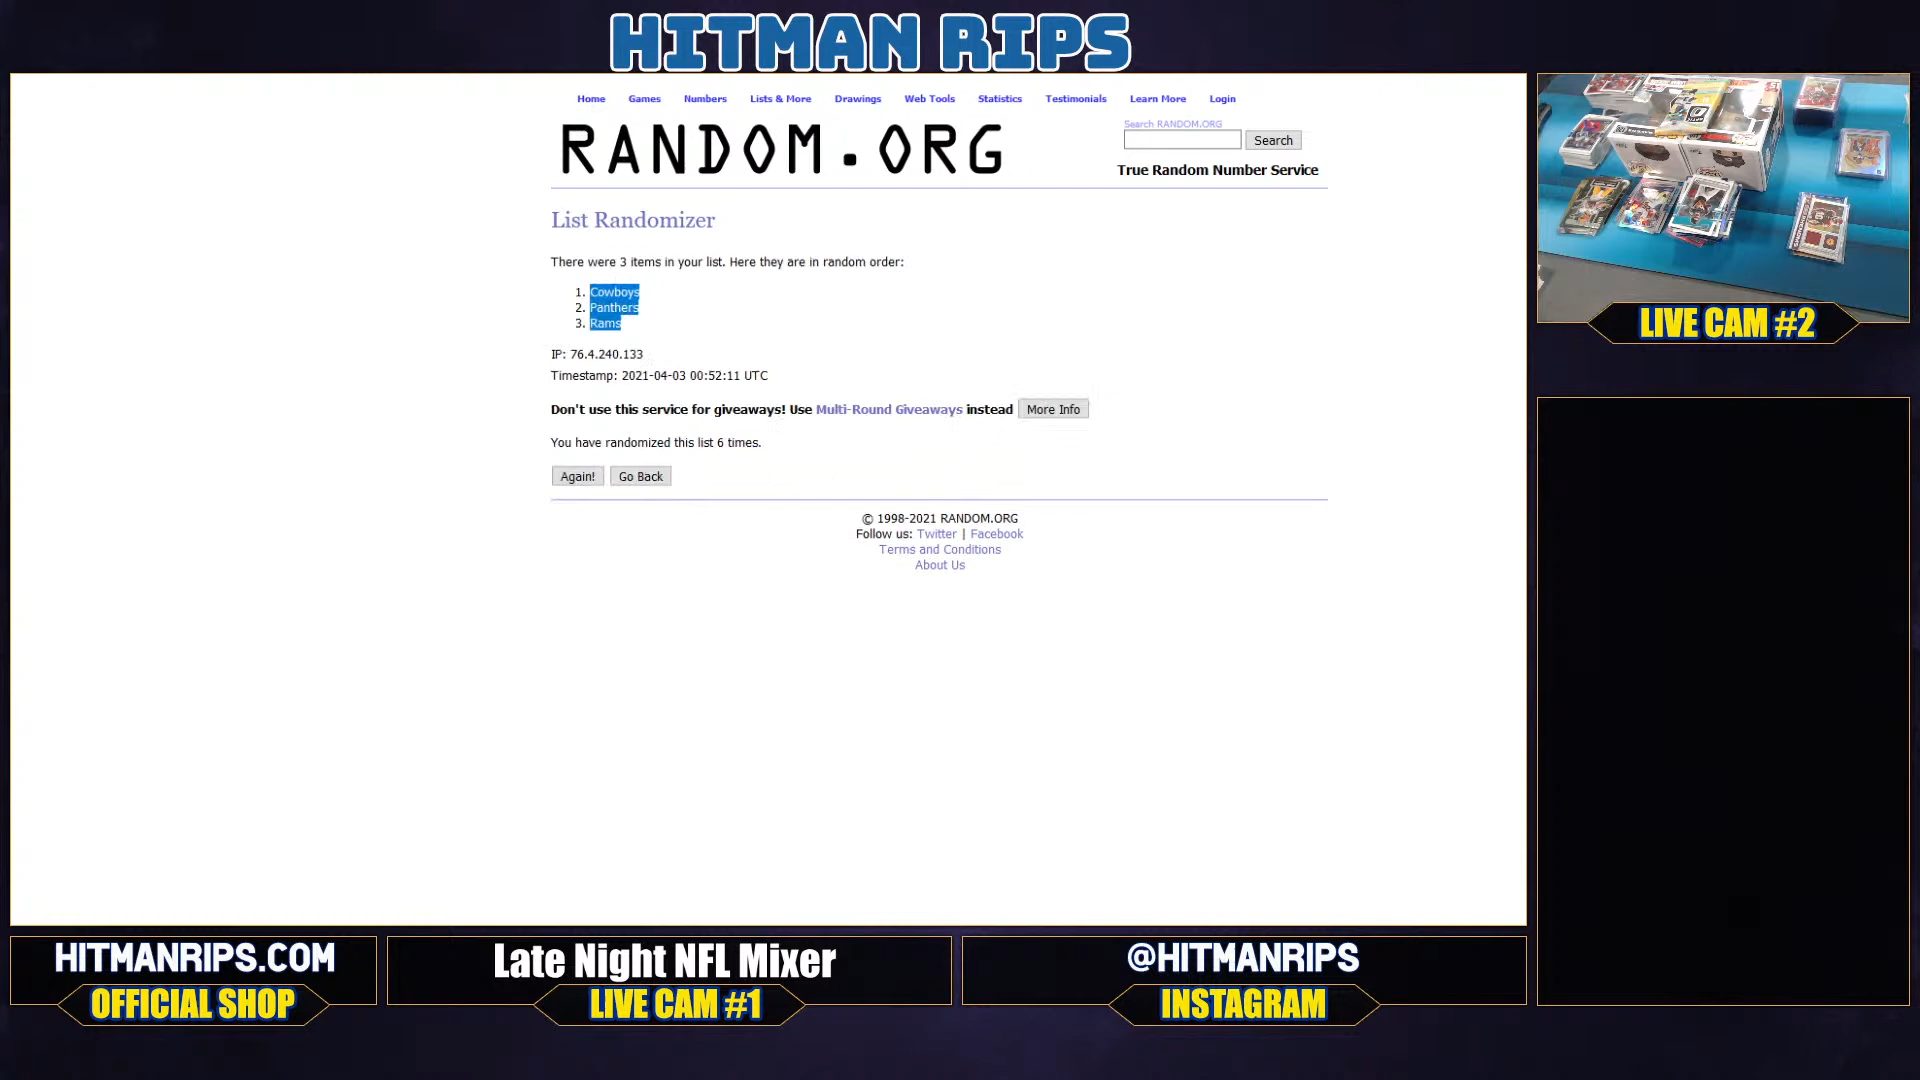 HITMAN RIPS
Home Games Numbers Lists & More Drawings Web Tools Statistics Testimonials Learn More Login
RANDOM.ORG
Search RANDOM.ORG
Search
True Random Number Service
List Randomizer
There were 3 items in your list. Here they are in random order:
1. Cowboys
2. Panthers
3. Rams
IP: 76.4.240.133
Timestamp: 2021-04-03 00:52:11 UTC
Don't use this service for giveaways! Use Multi-Round Giveaways instead More Info
You have randomized this list 6 times.
Again! Go Back
© 1998-2021 RANDOM.ORG
Follow us: Twitter | Facebook
Terms and Conditions
About Us
LIVE CAM #2
HITMANRIPS.COM
OFFICIAL SHOP
Late Night NFL Mixer
LIVE CAM #1
@HITMANRIPS
INSTAGRAM